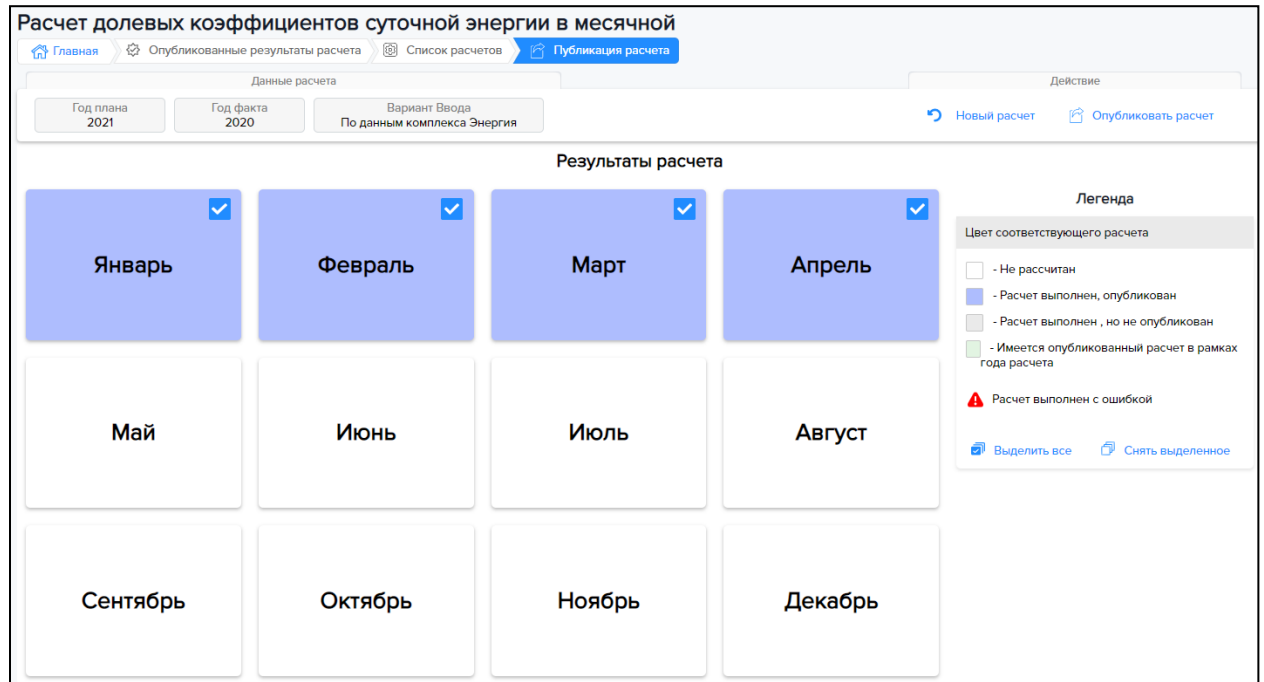 Расчет долевых коэффициентов суточной энергии в месячной
Главная Опубликованные результаты расчета Список расчетов Публикация расчета
Данные расчета Действие
Год плана Год факта Вариант Ввода
2021 2020 По данным комплекса Энергия
Новый расчет Опубликовать расчет
Результаты расчета
Январь Февраль Март Апрель
Май Июнь Июль Август
Сентябрь Октябрь Ноябрь Декабрь
Легенда
Цвет соответствующего расчета
- Не рассчитан
- Расчет выполнен, опубликован
- Расчет выполнен , но не опубликован
- Имеется опубликованный расчет в рамках
года расчета
Расчет выполнен с ошибкой
Выделить все Снять выделенное